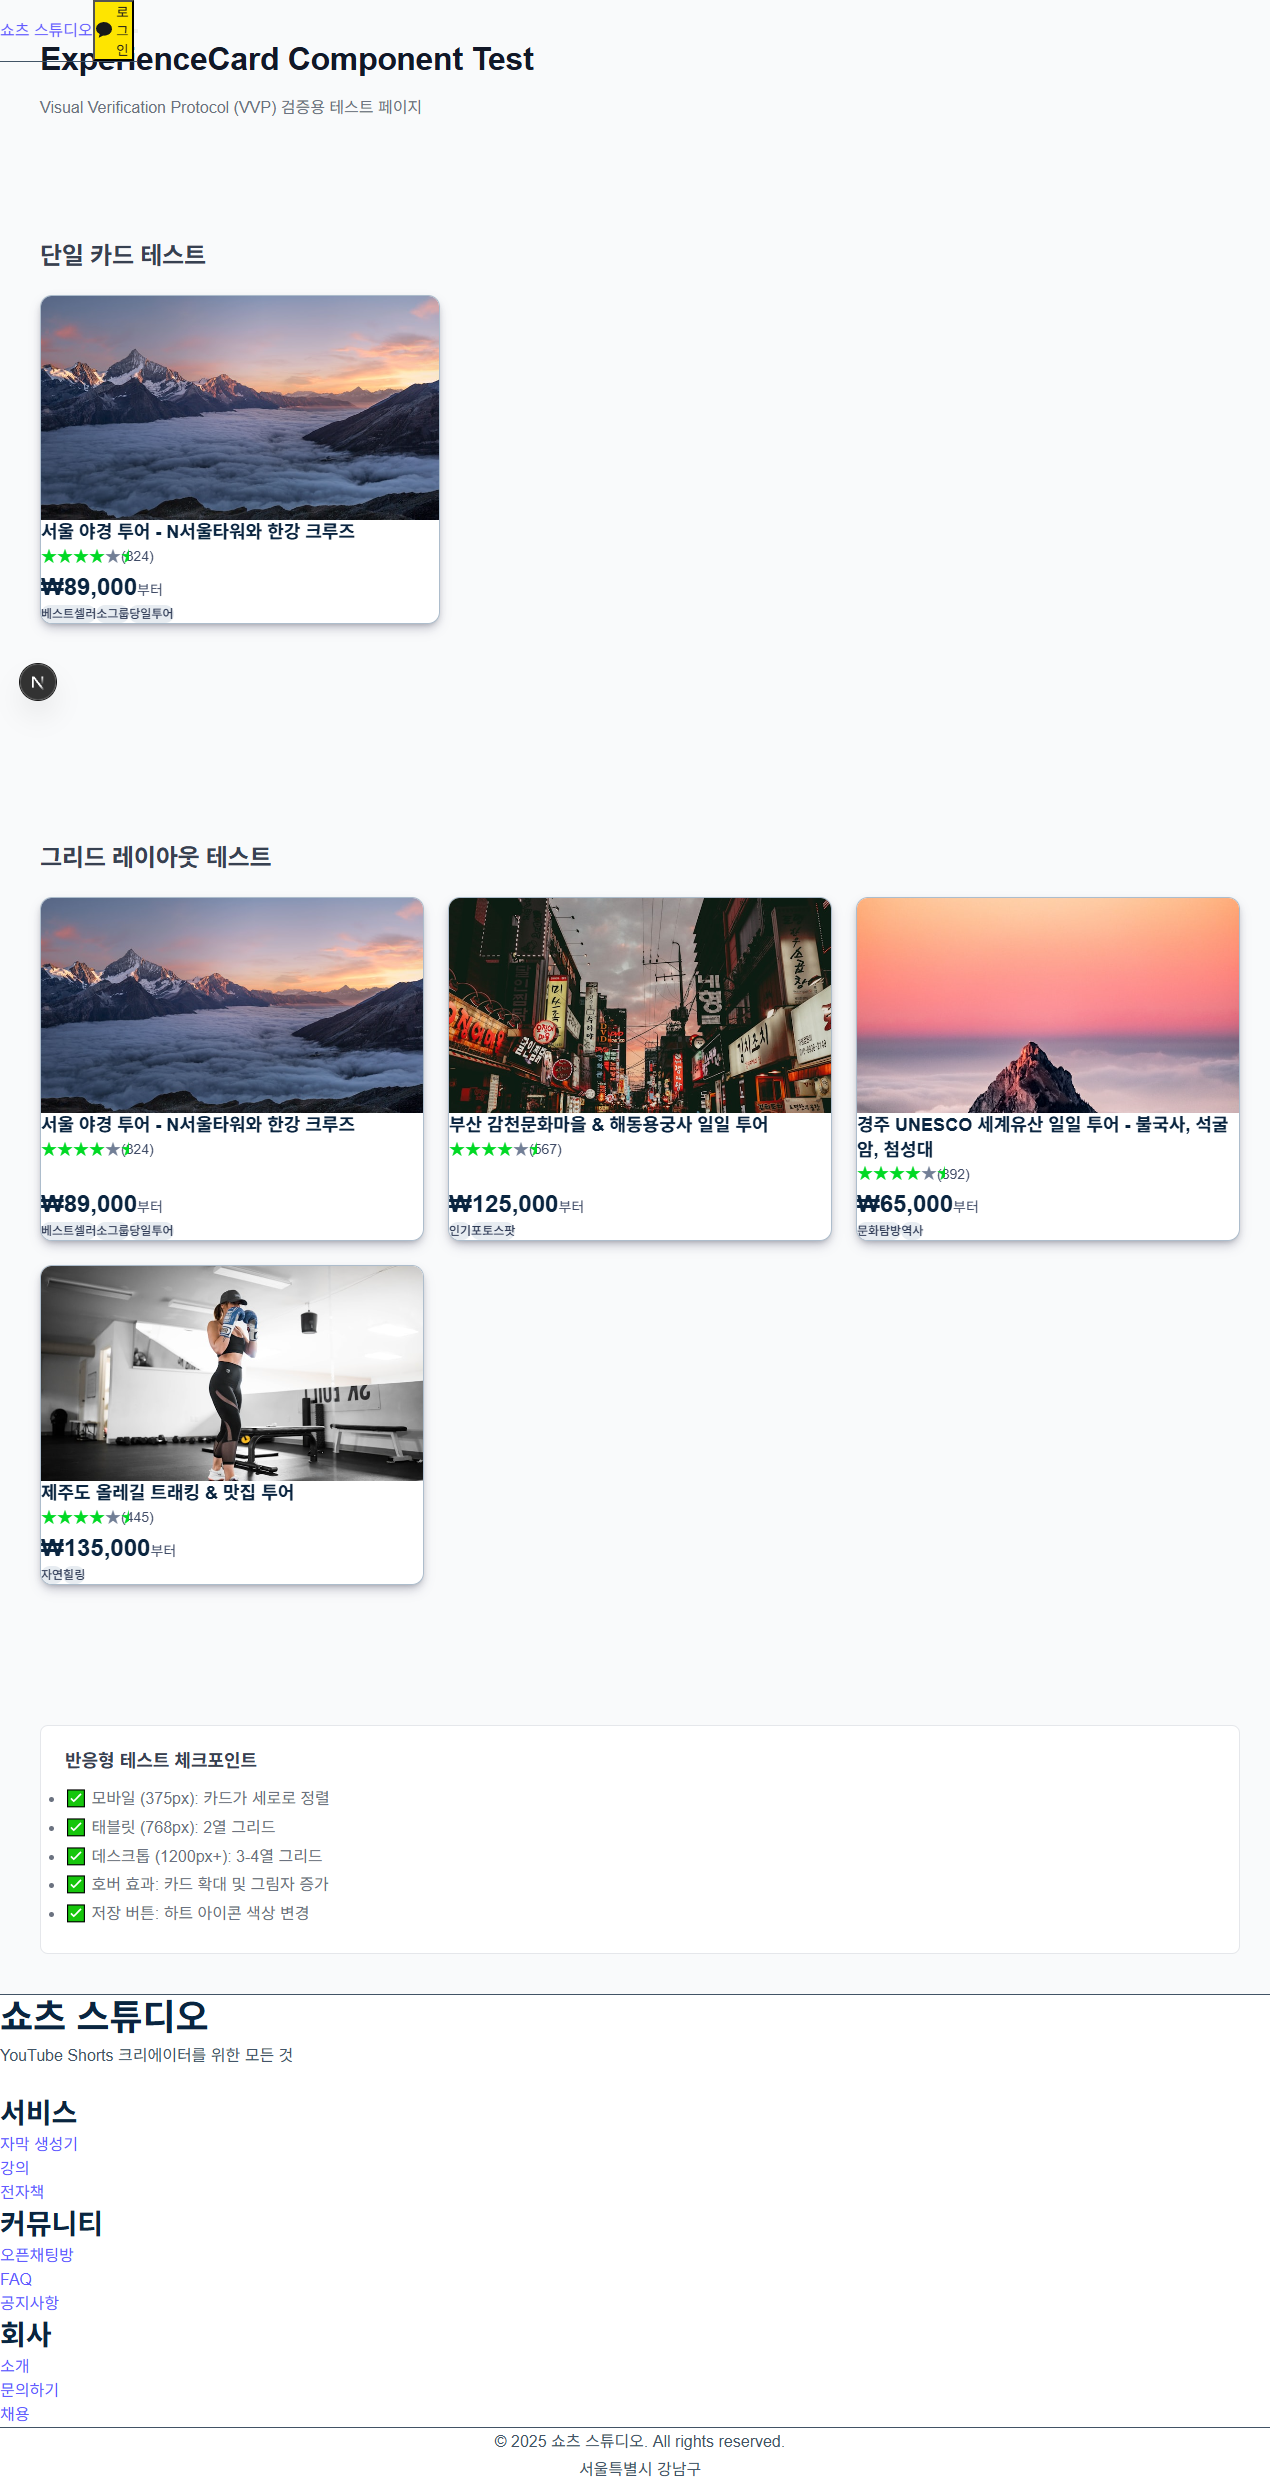 쇼츠 스튜디오
로그인
ExperienceCard Component Test
Visual Verification Protocol (VVP) 검증용 테스트 페이지
단일 카드 테스트
서울 야경 투어 - N서울타워와 한강 크루즈
★★★★★(324)
₩89,000부터
베스트셀러소그룹당일투어
N
그리드 레이아웃 테스트
서울 야경 투어 - N서울타워와 한강 크루즈
★★★★★(324)
₩89,000부터
베스트셀러소그룹당일투어
부산 감천문화마을 & 해동용궁사 일일 투어
★★★★★(567)
₩125,000부터
인기포토스팟
경주 UNESCO 세계유산 일일 투어 - 불국사, 석굴
암, 첨성대
★★★★★(892)
₩65,000부터
문화탐방역사
제주도 올레길 트래킹 & 맛집 투어
★★★★★(445)
₩135,000부터
자연힐링
반응형 테스트 체크포인트
• ✅ 모바일 (375px): 카드가 세로로 정렬
• ✅ 태블릿 (768px): 2열 그리드
• ✅ 데스크톱 (1200px+): 3-4열 그리드
• ✅ 호버 효과: 카드 확대 및 그림자 증가
• ✅ 저장 버튼: 하트 아이콘 색상 변경
쇼츠 스튜디오
YouTube Shorts 크리에이터를 위한 모든 것
서비스
자막 생성기
강의
전자책
커뮤니티
오픈채팅방
FAQ
공지사항
회사
소개
문의하기
채용
© 2025 쇼츠 스튜디오. All rights reserved.
서울특별시 강남구